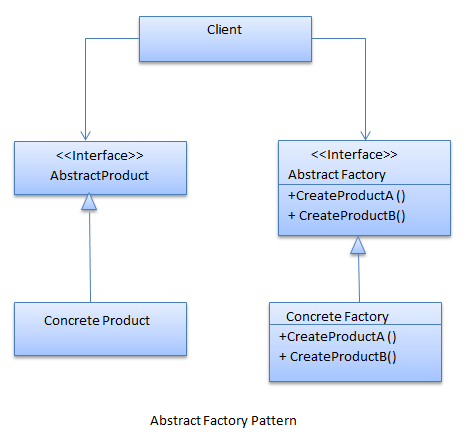 Client
<<Interface>>
AbstractProduct
<<Interface>>
Abstract Factory
+CreateProductA ()
+ CreateProductB()
Concrete Product
Concrete Factory
+CreateProductA ()
+ CreateProductB()
Abstract Factory Pattern